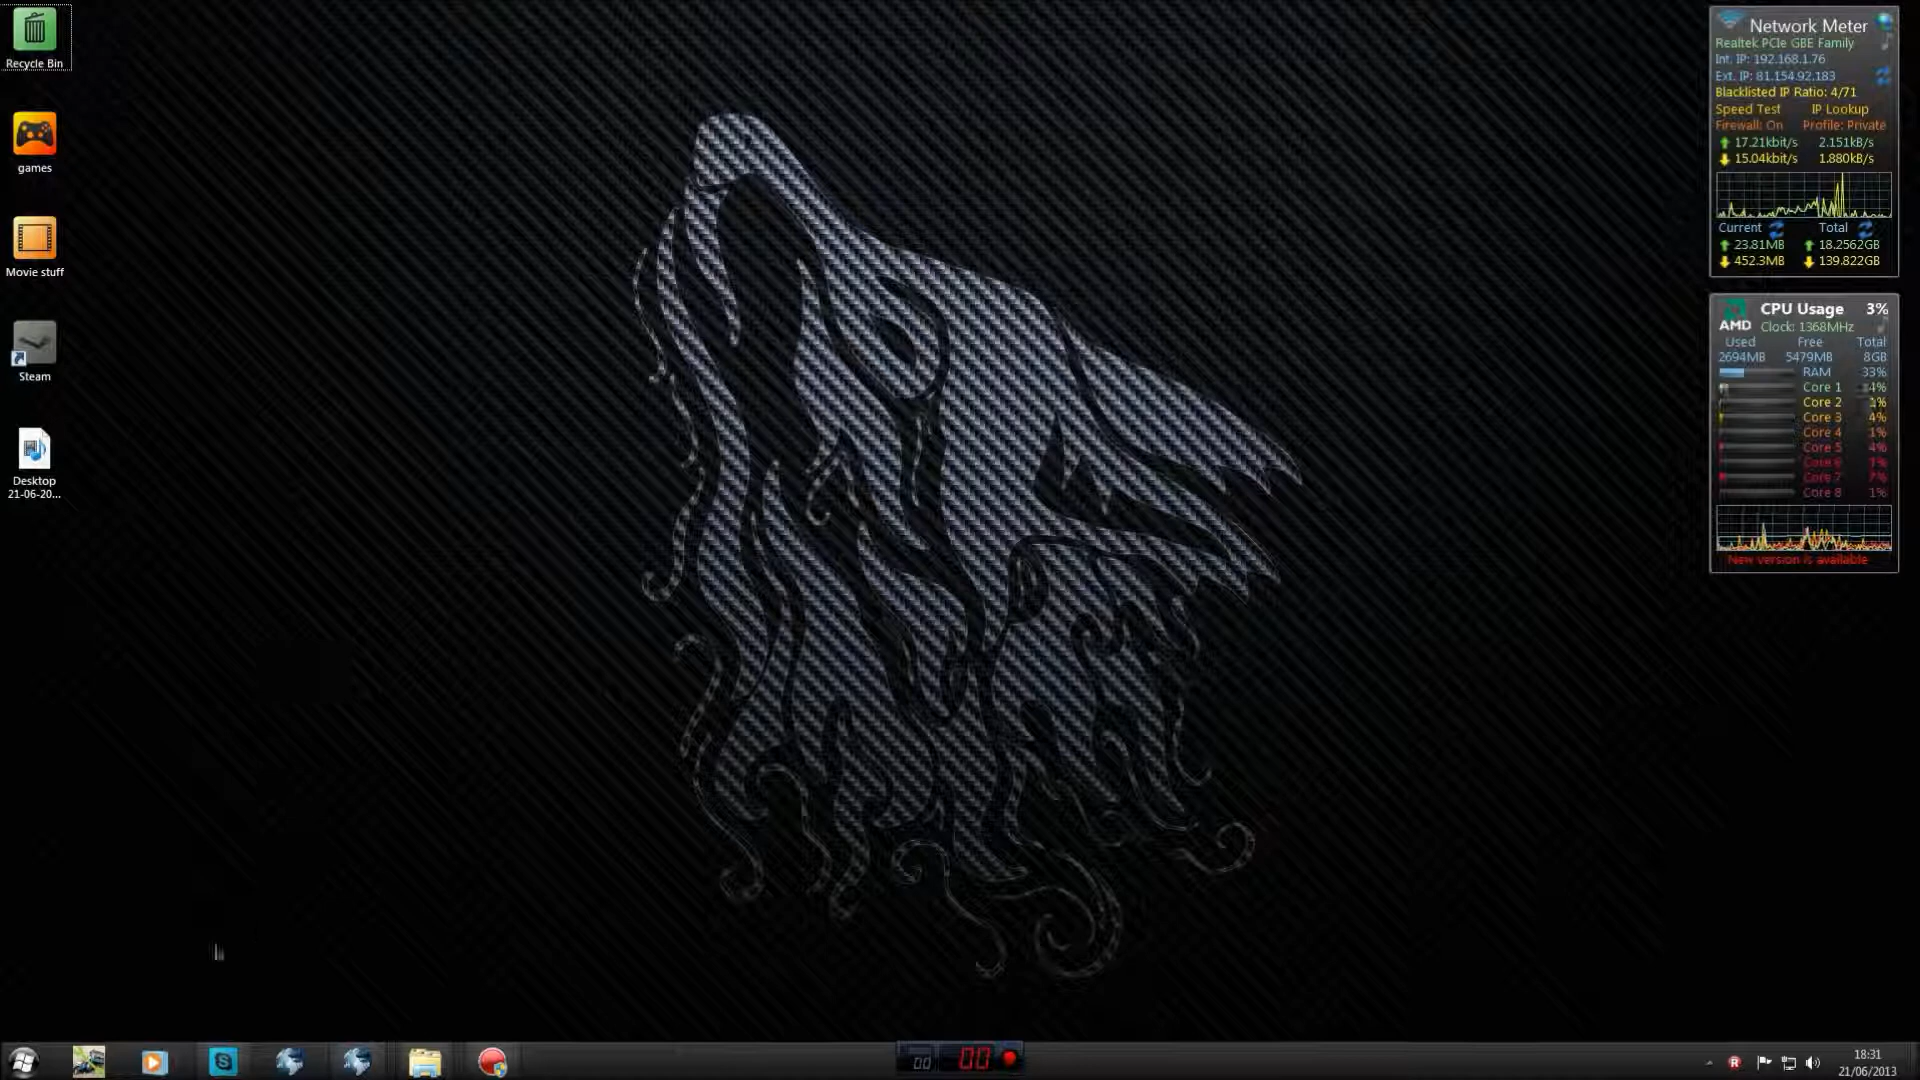 Recycle Bin
games
Movie stuff
Steam
Desktop
21-06-20...
Network Meter
Realtek PCIe GBE Family
Int. IP: 192.168.1.76
Ext. IP: 81.154.92.183
Blacklisted IP Ratio: 4/71
Speed Test IP Lookup
Firewall: On Profile: Private
17.21kbit/s 2.151kB/s
15.04kbit/s 1.880kB/s
Current Total
23.81MB 18.2562GB
452.3MB 139.822GB
CPU Usage 3%
AMD Clock: 1368MHz
Used Free Total
2694MB 5479MB 8GB
RAM 33%
Core 1 4%
Core 2 1%
Core 3 4%
Core 4 1%
Core 5 4%
Core 6 1%
Core 7 7%
Core 8 1%
New version is available
00 00
18:31
21/06/2013